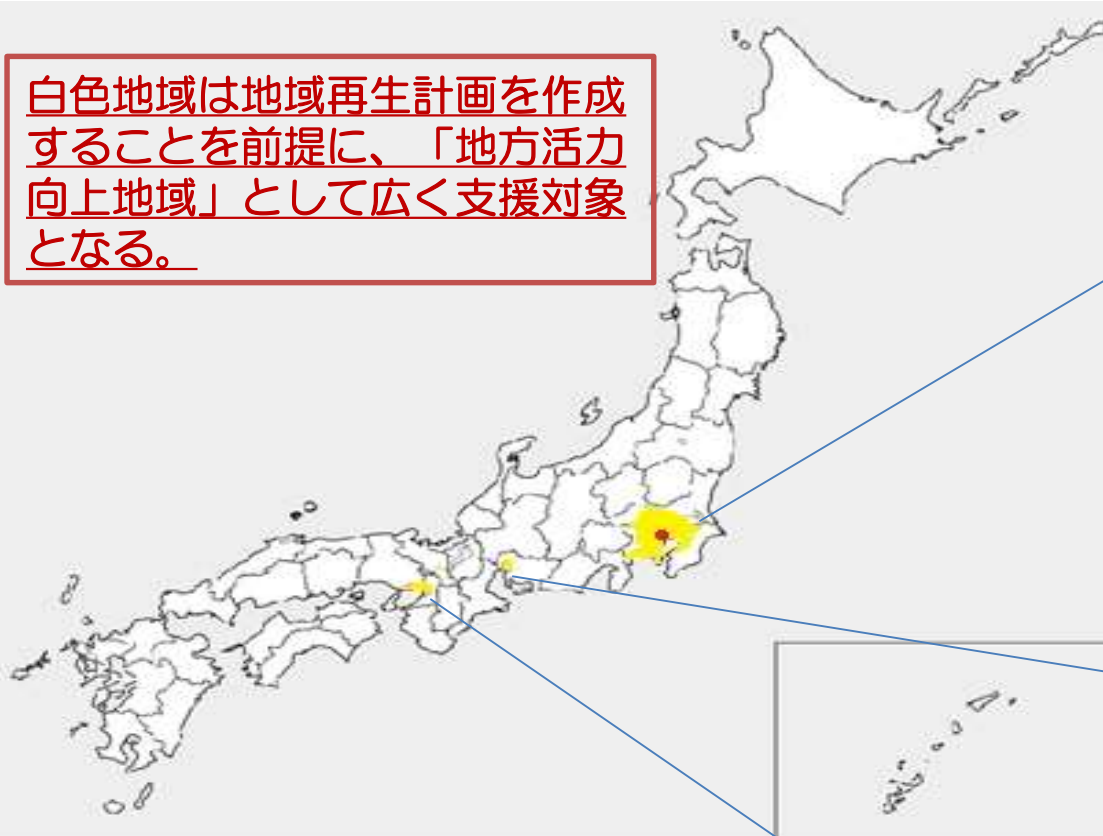 白色地域は地域再生計画を作成
することを前提に、「地方活力
向上地域」として広く支援対象
となる。